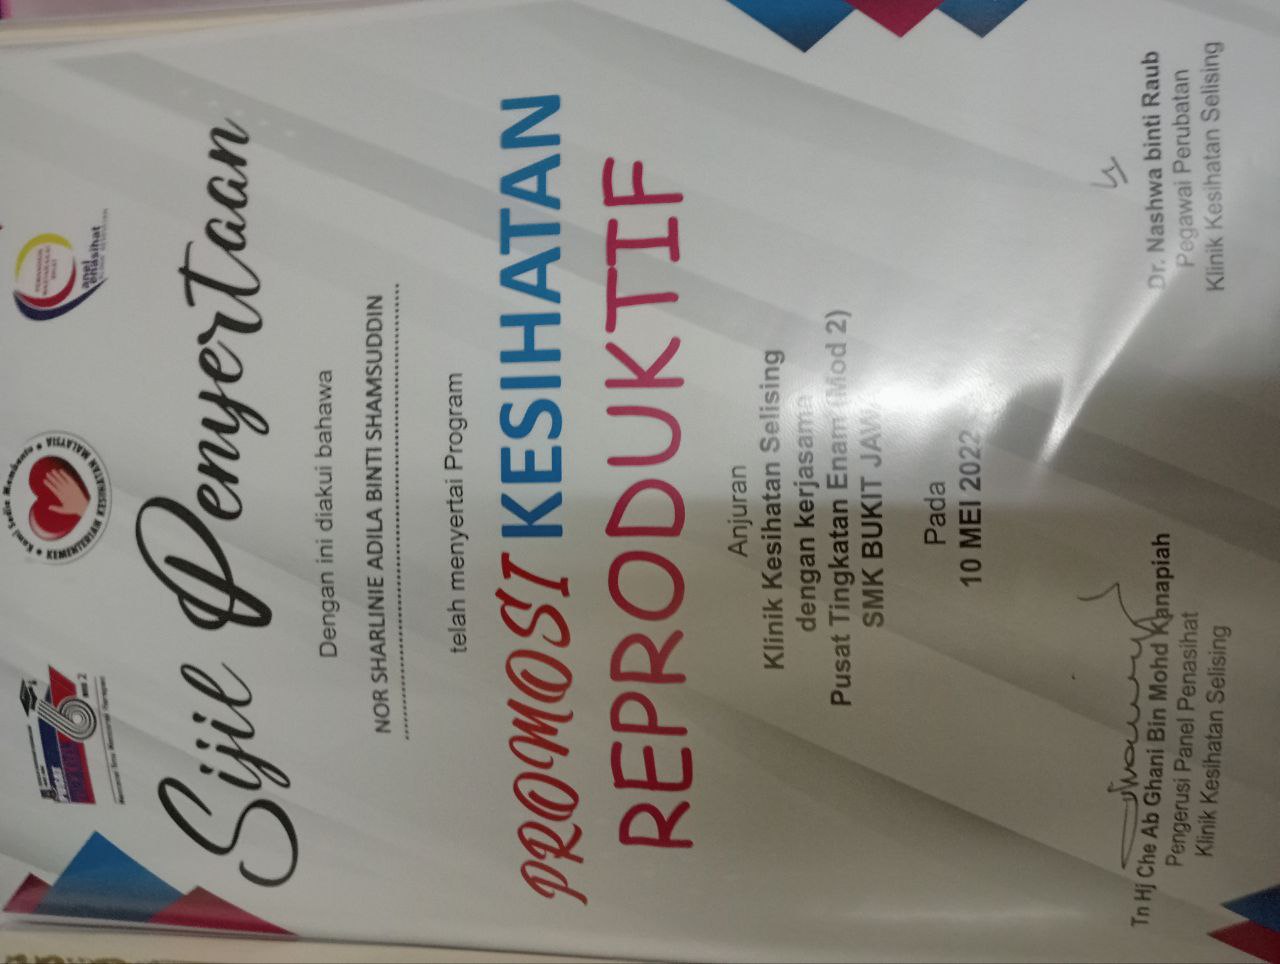 PUSAT
6
MOD 2
Kami Sedia Membantu
KEMENTERIAN KESIHATAN MALAYSIA
anel
enasihat
Sijil Penyertaan
Dengan ini diakui bahawa
NOR SHARLINIE ADILA BINTI SHAMSUDDIN
telah menyertai Program
PROMOSI KESIHATAN
REPRODUKTIF
Anjuran
Klinik Kesihatan Selising
dengan kerjasama
Pusat Tingkatan Enam (Mod 2)
SMK BUKIT JAWA
Pada
10 MEI 2022
Tn Hj Che Ab Ghani Bin Mohd Kanapiah
Pengerusi Panel Penasihat
Klinik Kesihatan Selising
Dr. Nashwa binti Raub
Pegawai Perubatan
Klinik Kesihatan Selising